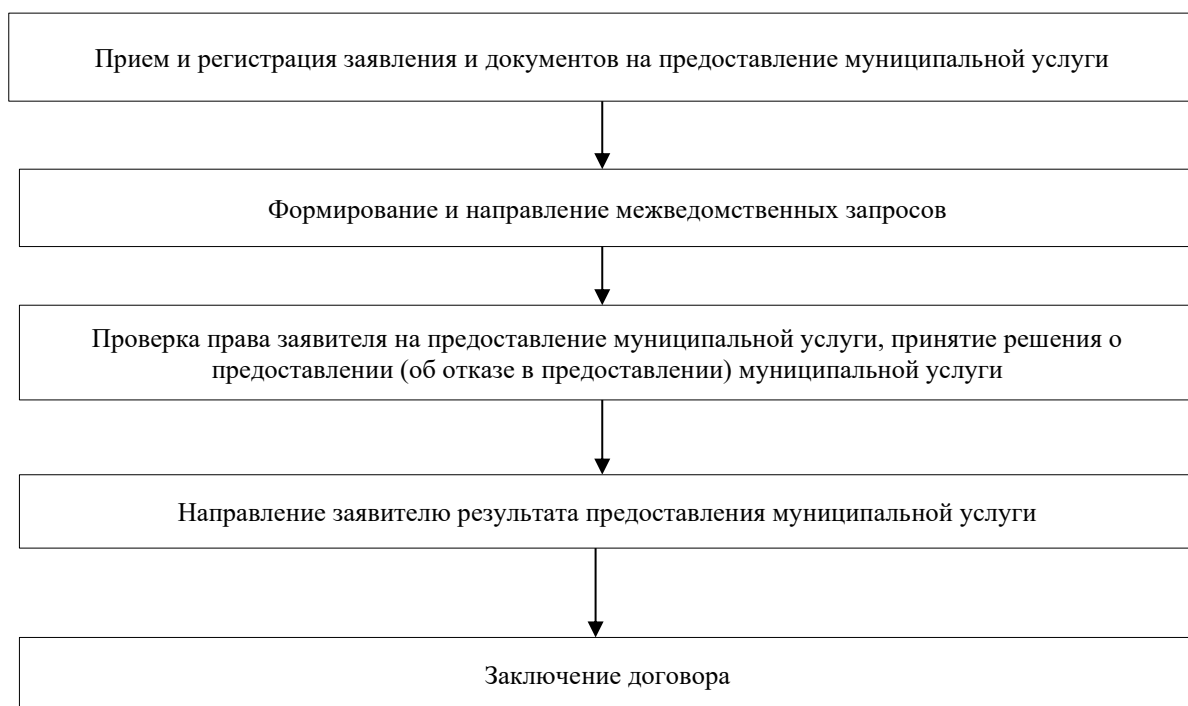 Прием и регистрация заявления и документов на предоставление муниципальной услуги
Формирование и направление межведомственных запросов
Проверка права заявителя на предоставление муниципальной услуги, принятие решения о
предоставлении (об отказе в предоставлении) муниципальной услуги
Направление заявителю результата предоставления муниципальной услуги
Заключение договора